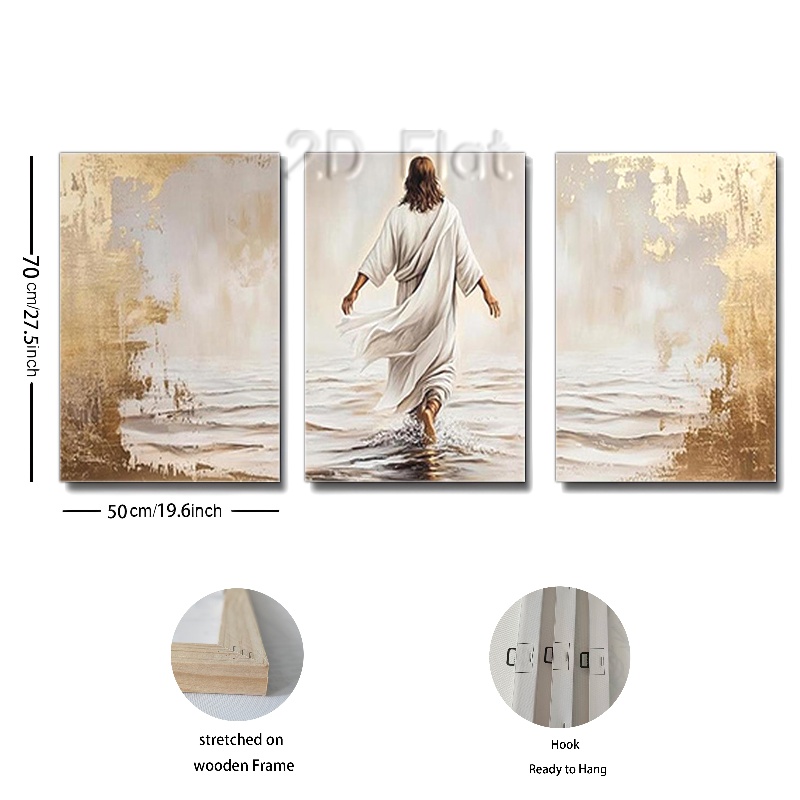 2D Flat
70cm/27.5inch
50cm/19.6inch
stretched on
wooden Frame
Hook
Ready to Hang